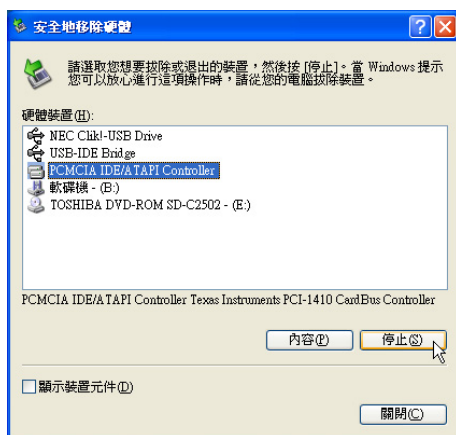 安全地移除硬體
請選取您想要拔除或退出的裝置，然後按 [停止]。當 Windows 提示
您可以放心進行這項操作時，請從您的電腦拔除裝置。
硬體裝置(H):
NEC Clik!-USB Drive
USB-IDE Bridge
PCMCIA IDE/ATAPI Controller
軟碟機 - (B:)
TOSHIBA DVD-ROM SD-C2502 - (E:)
PCMCIA IDE/ATAPI Controller Texas Instruments PCI-1410 CardBus Controller
內容(P)
停止(S)
顯示裝置元件(D)
關閉(C)